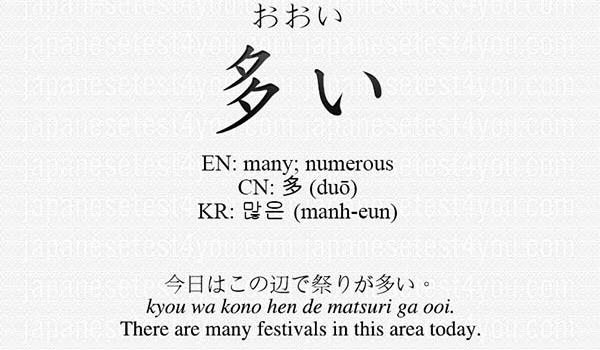 おおい
多い
EN: many; numerous
CN: 多 (duō)
KR: 많은 (manh-eun)
今日はこの辺で祭りが多い。
kyou wa kono hen de matsuri ga ooi.
There are many festivals in this area today.
japanesetest4you.com